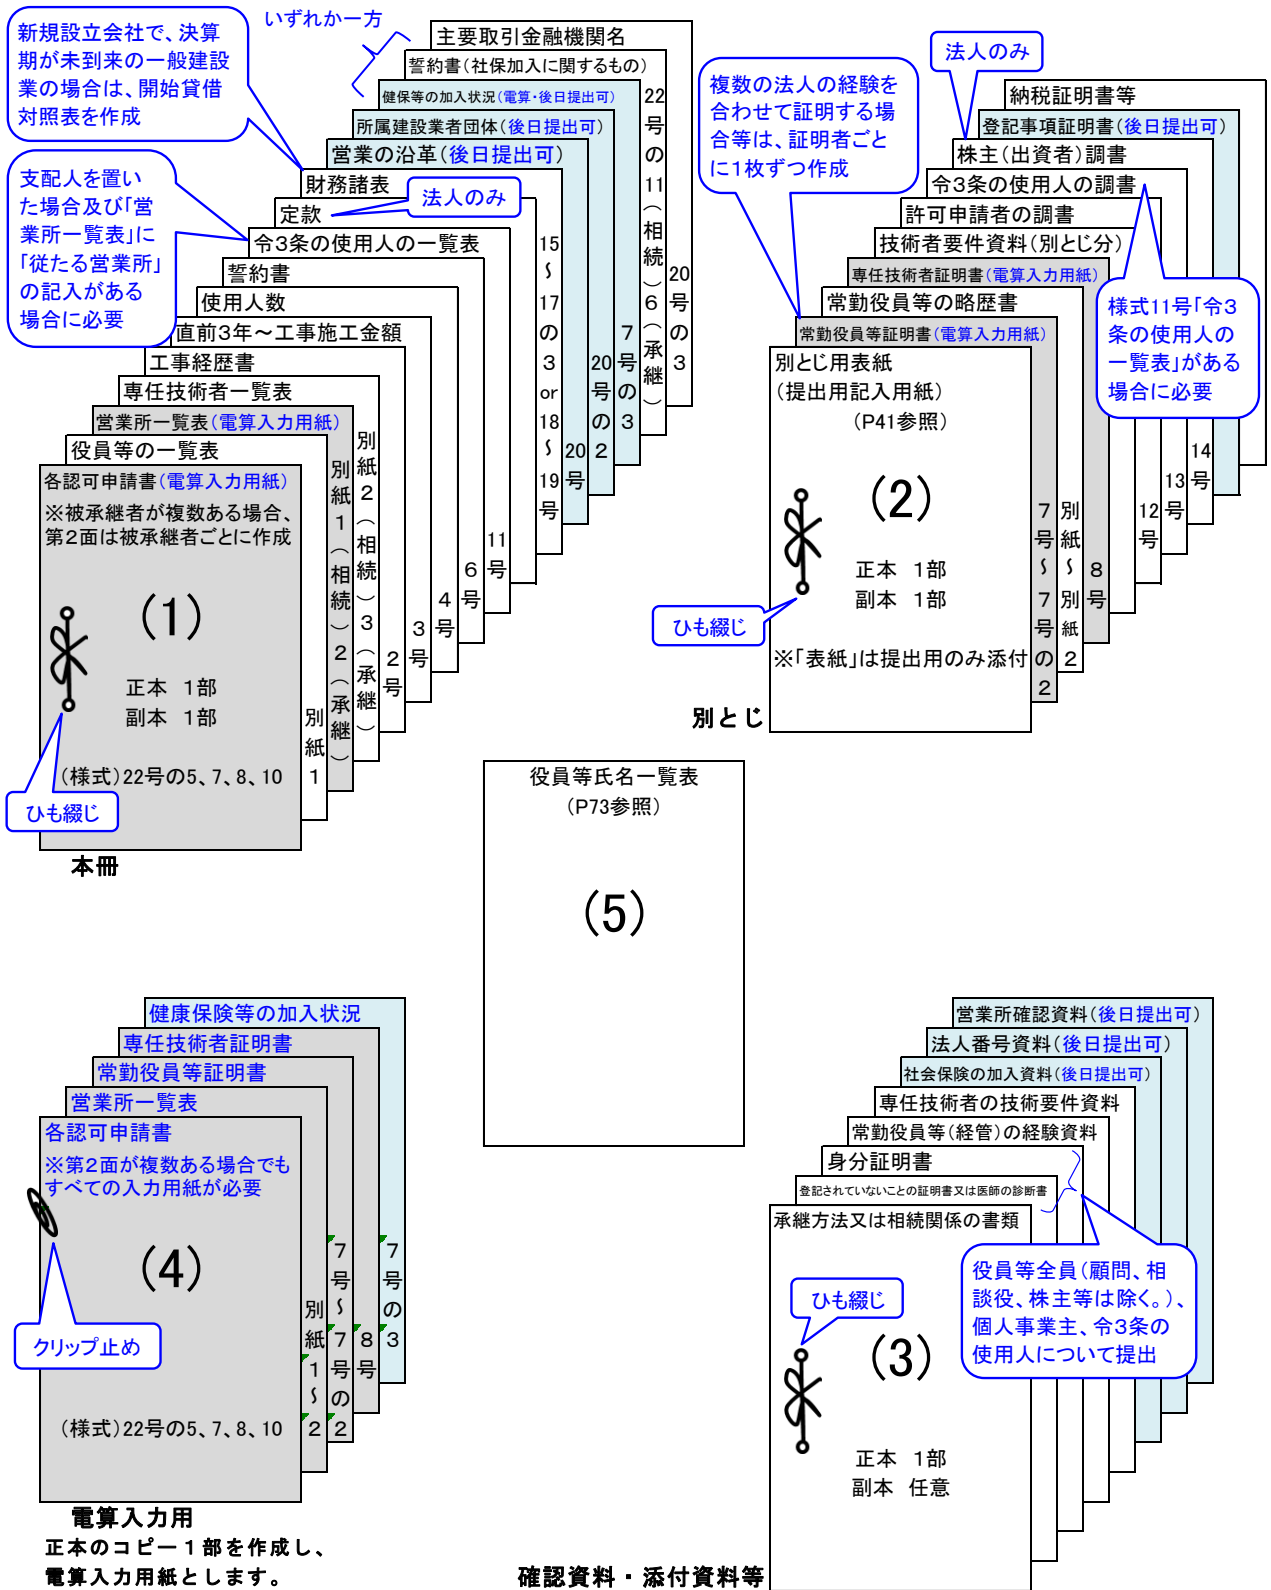 新規設立会社で、決算
期が未到来の一般建設
業の場合は、開始貸借
対照表を作成
いずれか一方
主要取引金融機関名
誓約書(社保加入に関するもの)
健保等の加入状況(電算・後日提出可)
所属建設業者団体(後日提出可)
営業の沿革(後日提出可)
財務諸表
定款
法人のみ
令3条の使用人の一覧表
誓約書
使用人数
直前3年~工事施工金額
工事経歴書
専任技術者一覧表
営業所一覧表(電算入力用紙)
役員等の一覧表
各認可申請書(電算入力用紙)
※被承継者が複数ある場合、
第2面は被承継者ごとに作成
支配人を置い
た場合及び「営
業所一覧表」に
「従たる営業所」
の記入がある
場合に必要
(1)
正本 1部
副本 1部
(様式)22号の5、7、8、10
ひも綴じ
本冊
別紙1
別紙1(相続)2(承継)
別紙2(相続)3(承継)
2号
3号
4号
6号
11号
15~17の3or18~19号
20号
20号の2
7号の3
22号の11(相続)6(承継)
20号の3
複数の法人の経験を
合わせて証明する場
合等は、証明者ごと
に1枚ずつ作成
法人のみ
納税証明書等
登記事項証明書(後日提出可)
株主(出資者)調書
令3条の使用人の調書
許可申請者の調書
技術者要件資料(別とじ分)
専任技術者証明書(電算入力用紙)
常勤役員等の略歴書
常勤役員等証明書(電算入力用紙)
別とじ用表紙
(提出用記入用紙)
(P41参照)
様式11号「令3
条の使用人の
一覧表」がある
場合に必要
(2)
正本 1部
副本 1部
ひも綴じ
※「表紙」は提出用のみ添付
別とじ
7号~7号の2
別紙~別紙2
8号
12号
13号
14号
役員等氏名一覧表
(P73参照)
(5)
健康保険等の加入状況
専任技術者証明書
常勤役員等証明書
営業所一覧表
各認可申請書
※第2面が複数ある場合でも
すべての入力用紙が必要
(4)
クリップ止め
(様式)22号の5、7、8、10
別紙1~2
7号~7号の2
8号
7号の3
電算入力用
正本のコピー1部を作成し、
電算入力用紙とします。
営業所確認資料(後日提出可)
法人番号資料(後日提出可)
社会保険の加入資料(後日提出可)
専任技術者の技術要件資料
常勤役員等(経管)の経験資料
身分証明書
登記されていないことの証明書又は医師の診断書
承継方法又は相続関係の書類
役員等全員(顧問、相
談役、株主等は除く。)、
個人事業主、令3条の
使用人について提出
ひも綴じ
(3)
正本 1部
副本 任意
確認資料・添付資料等